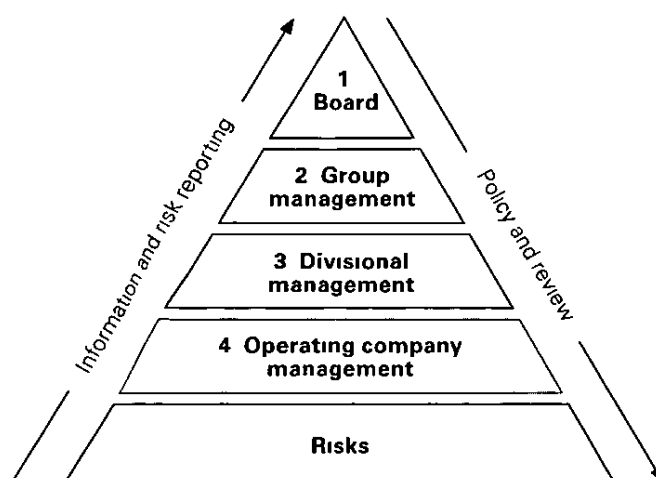 1
Board
2 Group
management
3 Divisional
management
4 Operating company
management
Risks
Information and risk reporting
Policy and review